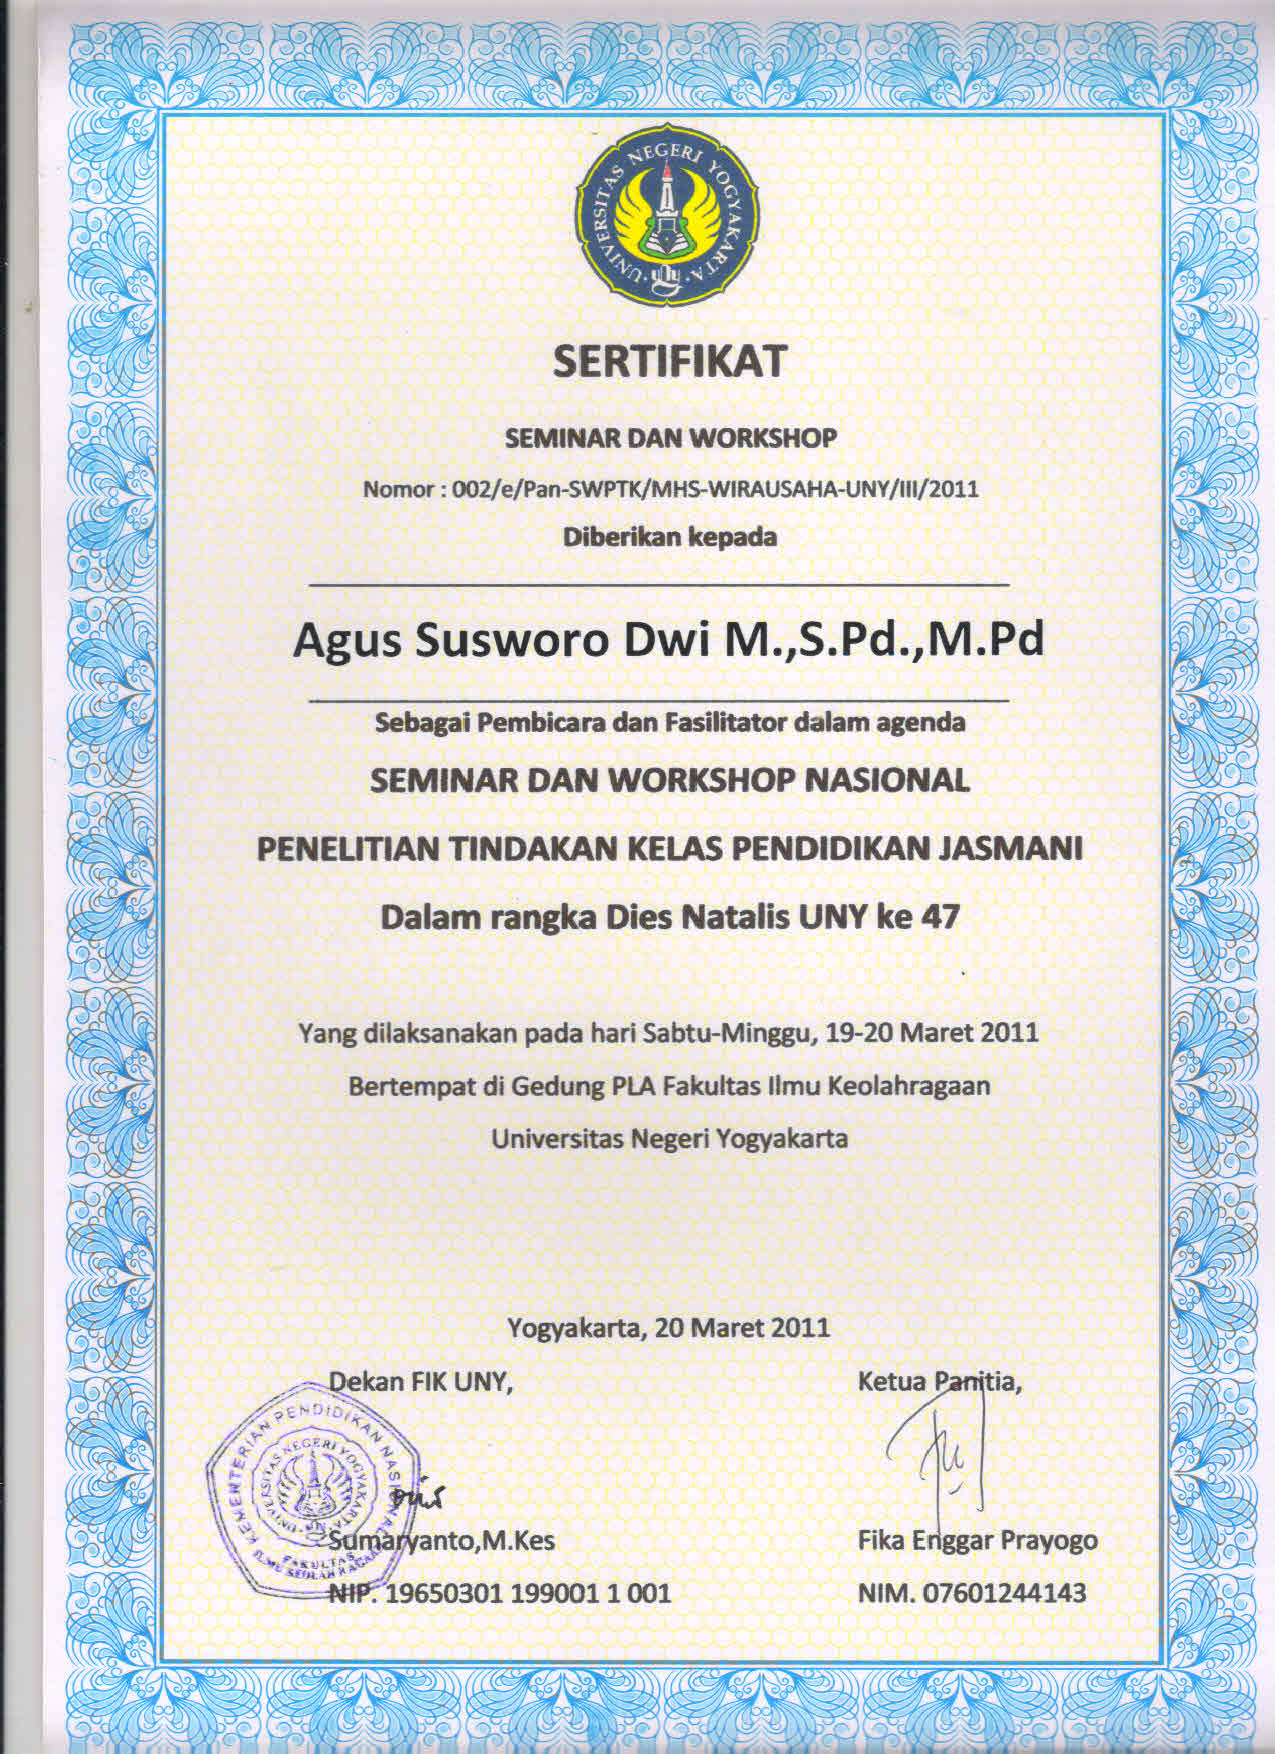 UNIVERSITAS NEGERI YOGYAKARTA
SERTIFIKAT
SEMINAR DAN WORKSHOP
Nomor : 002/e/Pan-SWPTK/MHS-WIRAUSAHA-UNY/III/2011
Diberikan kepada
Agus Susworo Dwi M.,S.Pd.,M.Pd
Sebagai Pembicara dan Fasilitator dalam agenda
SEMINAR DAN WORKSHOP NASIONAL
PENELITIAN TINDAKAN KELAS PENDIDIKAN JASMANI
Dalam rangka Dies Natalis UNY ke 47
Yang dilaksanakan pada hari Sabtu-Minggu, 19-20 Maret 2011
Bertempat di Gedung PLA Fakultas Ilmu Keolahragaan
Universitas Negeri Yogyakarta
Yogyakarta, 20 Maret 2011
Dekan FIK UNY,
Ketua Panitia,
KEMENTERIAN PENDIDIKAN NASIONAL
UNIVERSITAS NEGERI YOGYAKARTA
FAKULTAS
ILMU KEOLAHRAGAAN
Sumaryanto,M.Kes
Fika Enggar Prayogo
NIP. 19650301 199001 1 001
NIM. 07601244143